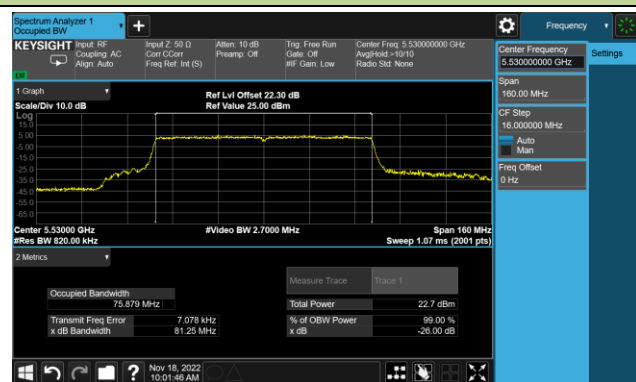 Spectrum Analyzer 1
Occupied BW
Frequency
KEYSIGHT
Input: RF
Coupling: AC
Align: Auto
Input Z: 50 Ω
Corr CCorr
Freq Ref: Int (S)
Atten: 10 dB
Preamp: Off
Trig: Free Run
Gate: Off
#IF Gain: Low
Center Freq: 5.530000000 GHz
Avg|Hold:>10/10
Radio Std: None
LW
Center Frequency
5.530000000 GHz
Settings
Span
160.00 MHz
CF Step
16.000000 MHz
Auto
Man
Freq Offset
0 Hz
1 Graph
Scale/Div 10.0 dB
Ref Lvl Offset 22.30 dB
Ref Value 25.00 dBm
Log
15.0
5.00
-5.00
-15.0
-25.0
-35.0
-45.0
-55.0
-65.0
Center 5.53000 GHz
#Res BW 820.00 kHz
#Video BW 2.7000 MHz
Span 160 MHz
Sweep 1.07 ms (2001 pts)
2 Metrics
Measure Trace
Trace 1
Occupied Bandwidth
75.879 MHz
Total Power
22.7 dBm
Transmit Freq Error
7.078 kHz
% of OBW Power
99.00 %
x dB Bandwidth
81.25 MHz
x dB
-26.00 dB
?
Nov 18, 2022
10:01:46 AM